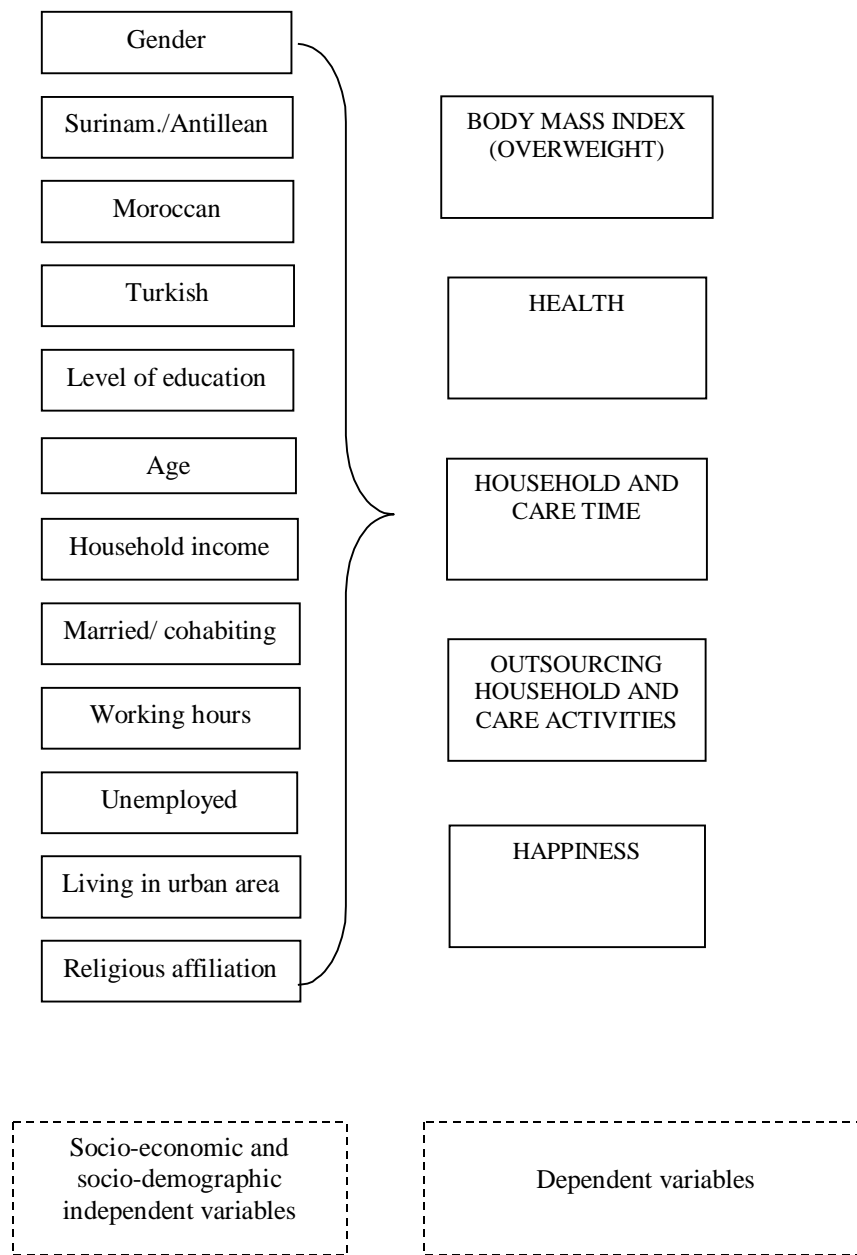 Gender
Surinam./Antillean
Moroccan
Turkish
Level of education
Age
Household income
Married/ cohabiting
Working hours
Unemployed
Living in urban area
Religious affiliation
BODY MASS INDEX
(OVERWEIGHT)
HEALTH
HOUSEHOLD AND
CARE TIME
OUTSOURCING
HOUSEHOLD AND
CARE ACTIVITIES
HAPPINESS
Socio-economic and
socio-demographic
independent variables
Dependent variables